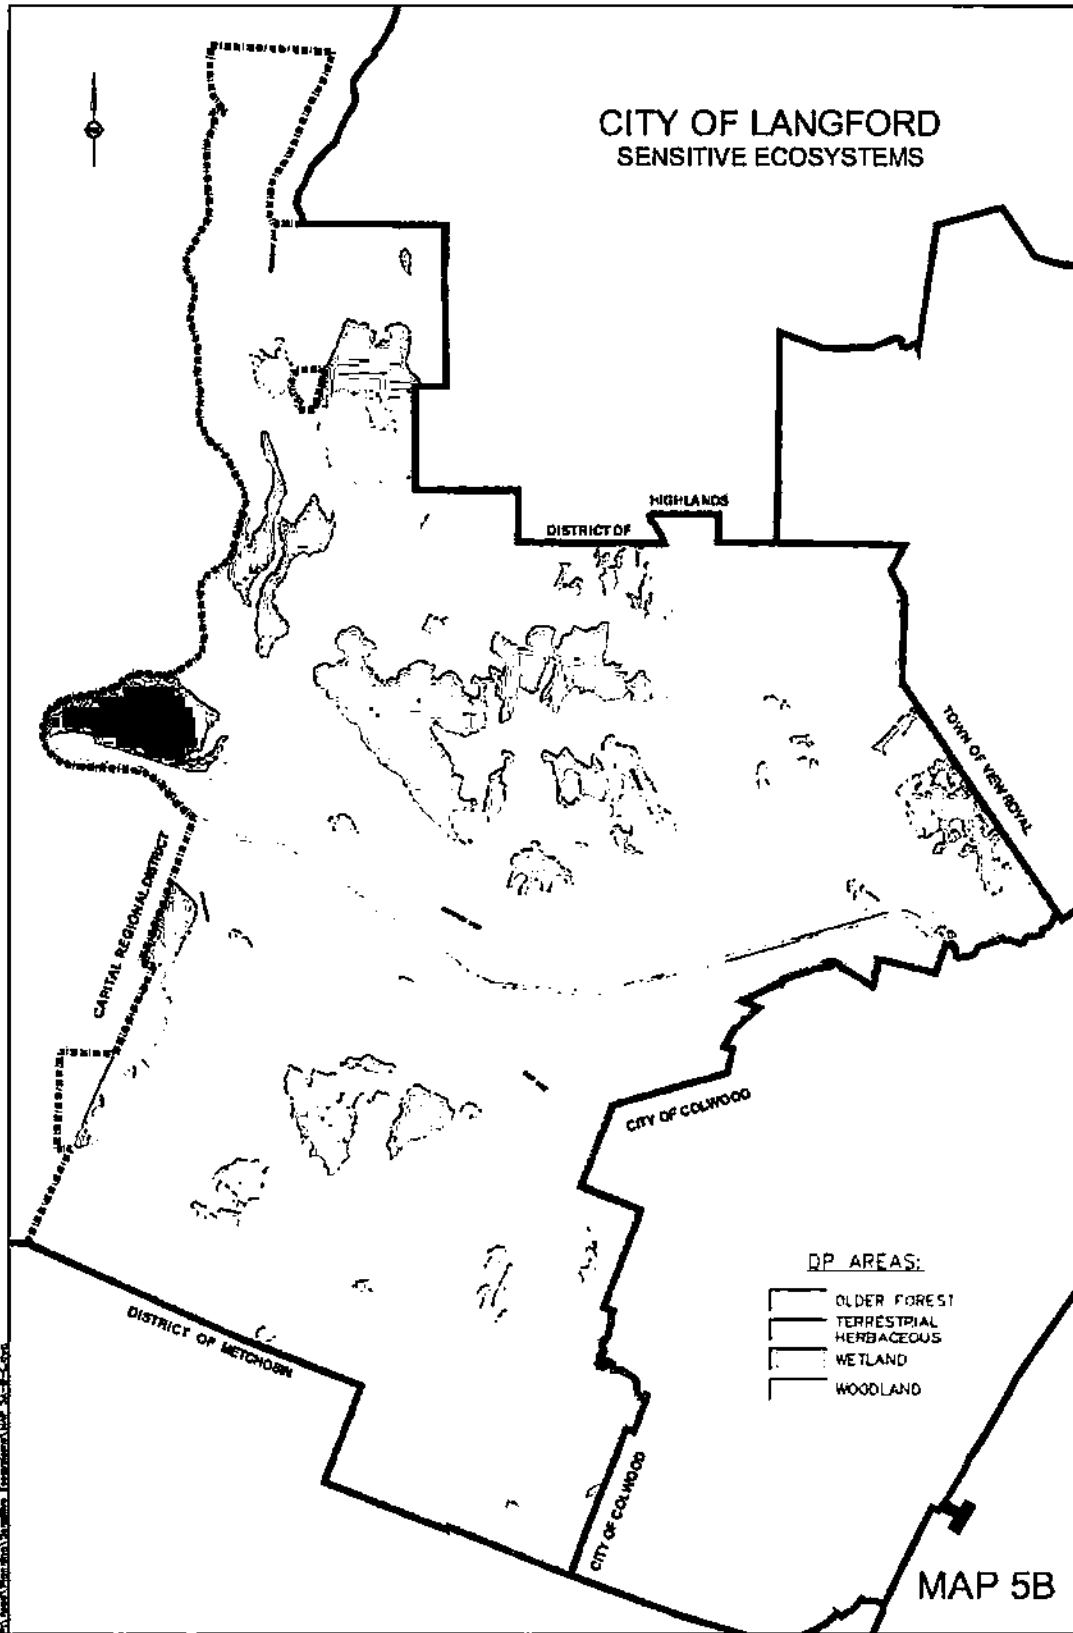 CITY OF LANGFORD
SENSITIVE ECOSYSTEMS
HIGHLANDS
DISTRICT OF
TOWN OF VIEW ROYAL
CAPITAL REGIONAL DISTRICT
CITY OF COLWOOD
DP AREAS:
OLDER FOREST
TERRESTRIAL
HERBACEOUS
WETLAND
WOODLAND
DISTRICT OF METCHOSIN
CITY OF COLWOOD
MAP 5B